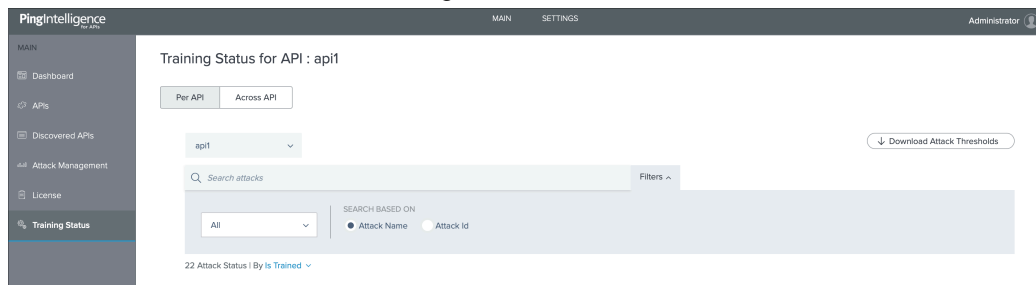 PingIntelligence
for APIs
MAIN SETTINGS
Administrator
MAIN
Dashboard
APIs
Discovered APIs
Attack Management
License
Training Status
Training Status for API : api1
Per API Across API
api1
Download Attack Thresholds
Search attacks
Filters
All
SEARCH BASED ON
Attack Name Attack Id
22 Attack Status | By Is Trained